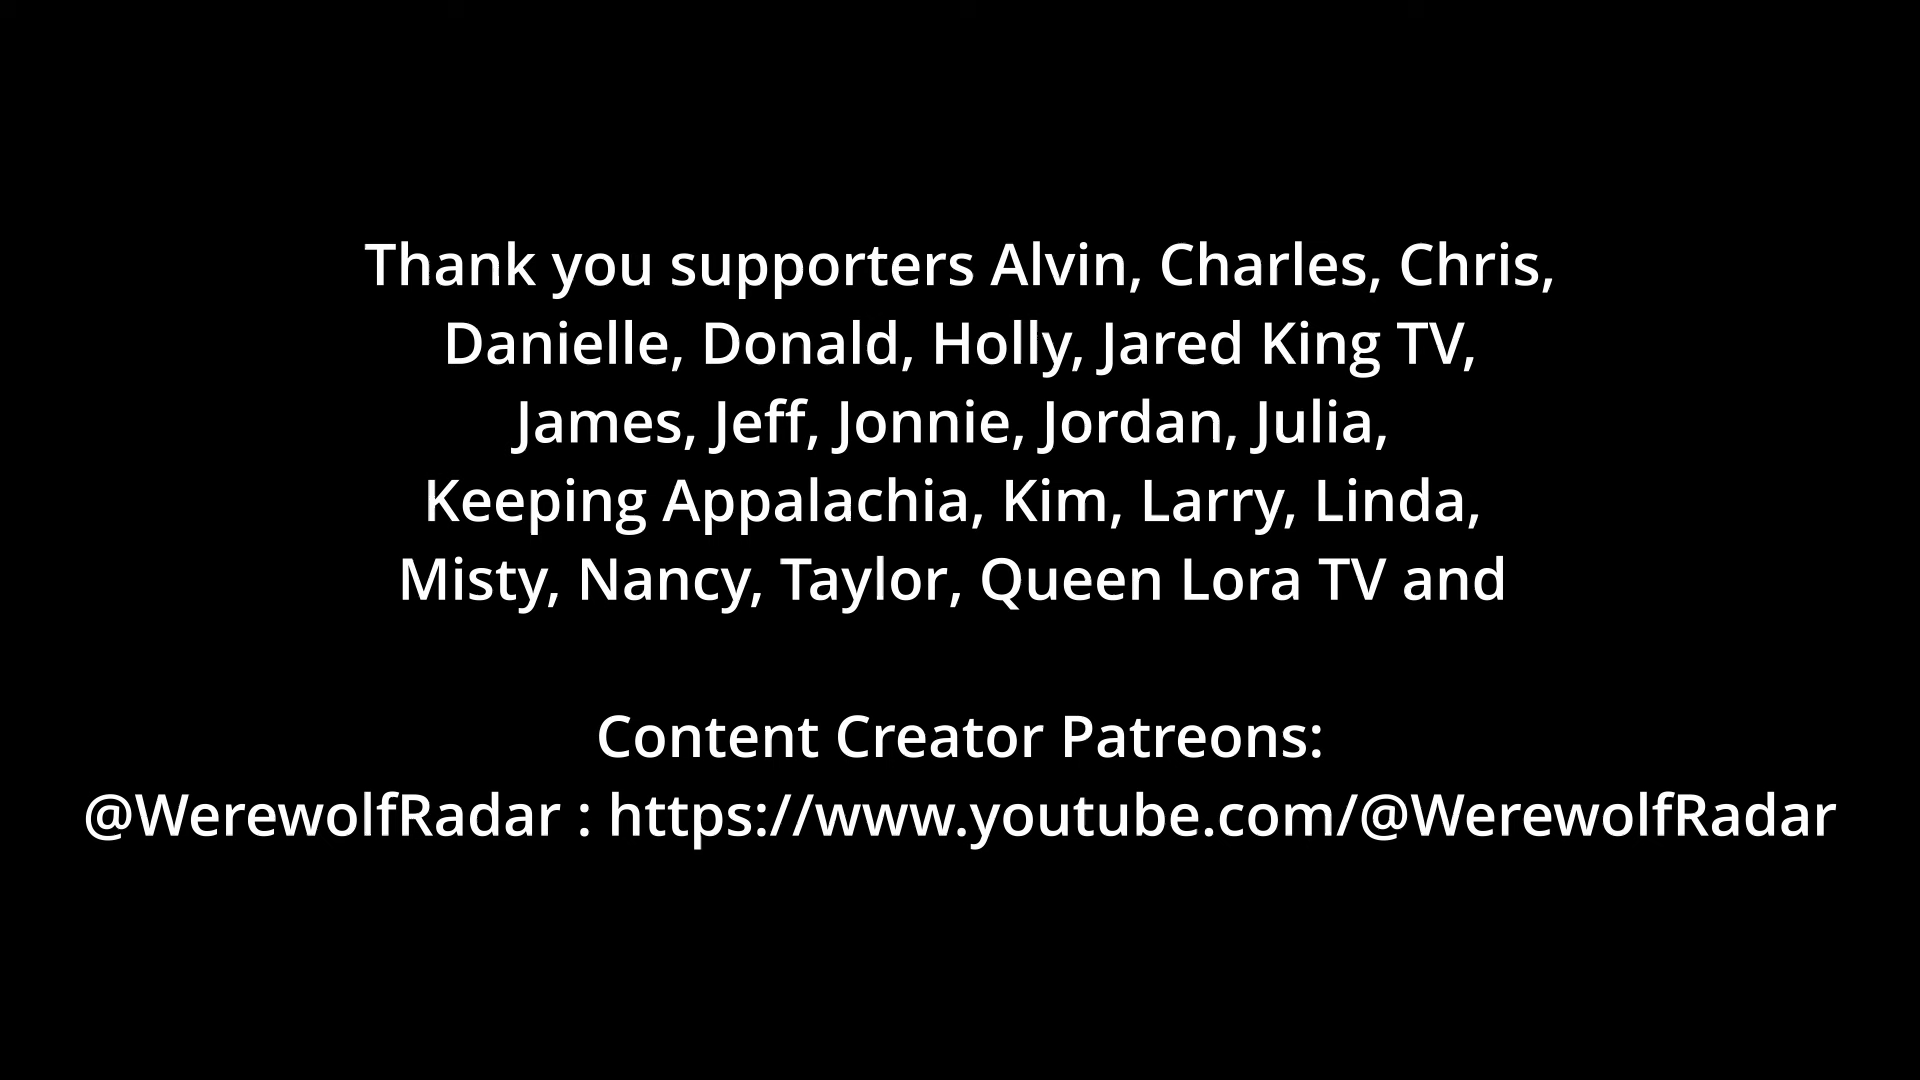 Thank you supporters Alvin, Charles, Chris,
Danielle, Donald, Holly, Jared King TV,
James, Jeff, Jonnie, Jordan, Julia,
Keeping Appalachia, Kim, Larry, Linda,
Misty, Nancy, Taylor, Queen Lora TV and
Content Creator Patreons:
@WerewolfRadar : https://www.youtube.com/@WerewolfRadar